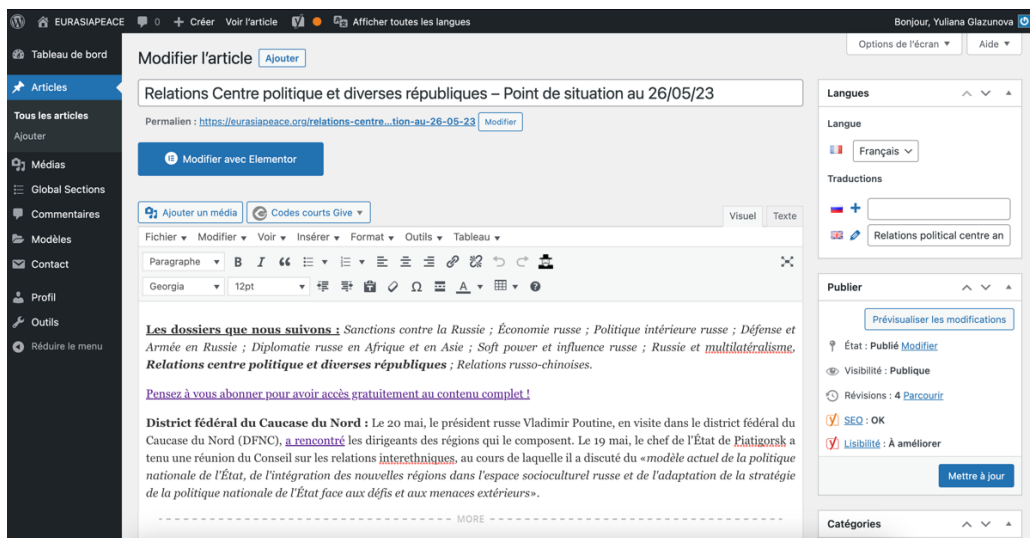 EURASIAPEACE 0 + Créer Voir l'article Afficher toutes les langues Bonjour, Yuliana Glazunova
Options de l'écran ▼ Aide ▼
Tableau de bord
Articles
Tous les articles
Ajouter
Médias
Global Sections
Commentaires
Modèles
Contact
Profil
Outils
Réduire le menu
Modifier l'article Ajouter
Relations Centre politique et diverses républiques – Point de situation au 26/05/23
Permalien : https://eurasiapeace.org/relations-centre...tion-au-26-05-23 Modifier
Modifier avec Elementor
Ajouter un média Codes courts Give ▼
Visuel Texte
Fichier ▼ Modifier ▼ Voir ▼ Insérer ▼ Format ▼ Outils ▼ Tableau ▼
Paragraphe ▼ B I
Georgia ▼ 12pt ▼ Ω A ▼
Les dossiers que nous suivons : Sanctions contre la Russie ; Économie russe ; Politique intérieure russe ; Défense et
Armée en Russie ; Diplomatie russe en Afrique et en Asie ; Soft power et influence russe ; Russie et multilatéralisme,
Relations centre politique et diverses républiques ; Relations russo-chinoises.
Pensez à vous abonner pour avoir accès gratuitement au contenu complet !
District fédéral du Caucase du Nord : Le 20 mai, le président russe Vladimir Poutine, en visite dans le district fédéral du
Caucase du Nord (DFNC), a rencontré les dirigeants des régions qui le composent. Le 19 mai, le chef de l'État de Piatigorsk a
tenu une réunion du Conseil sur les relations interethniques, au cours de laquelle il a discuté du «modèle actuel de la politique
nationale de l'État, de l'intégration des nouvelles régions dans l'espace socioculturel russe et de l'adaptation de la stratégie
de la politique nationale de l'État face aux défis et aux menaces extérieurs».
MORE
Langues
Langue
Français
Traductions
Relations political centre an
Publier
Prévisualiser les modifications
État : Publié Modifier
Visibilité : Publique
Révisions : 4 Parcourir
SEO : OK
Lisibilité : À améliorer
Mettre à jour
Catégories